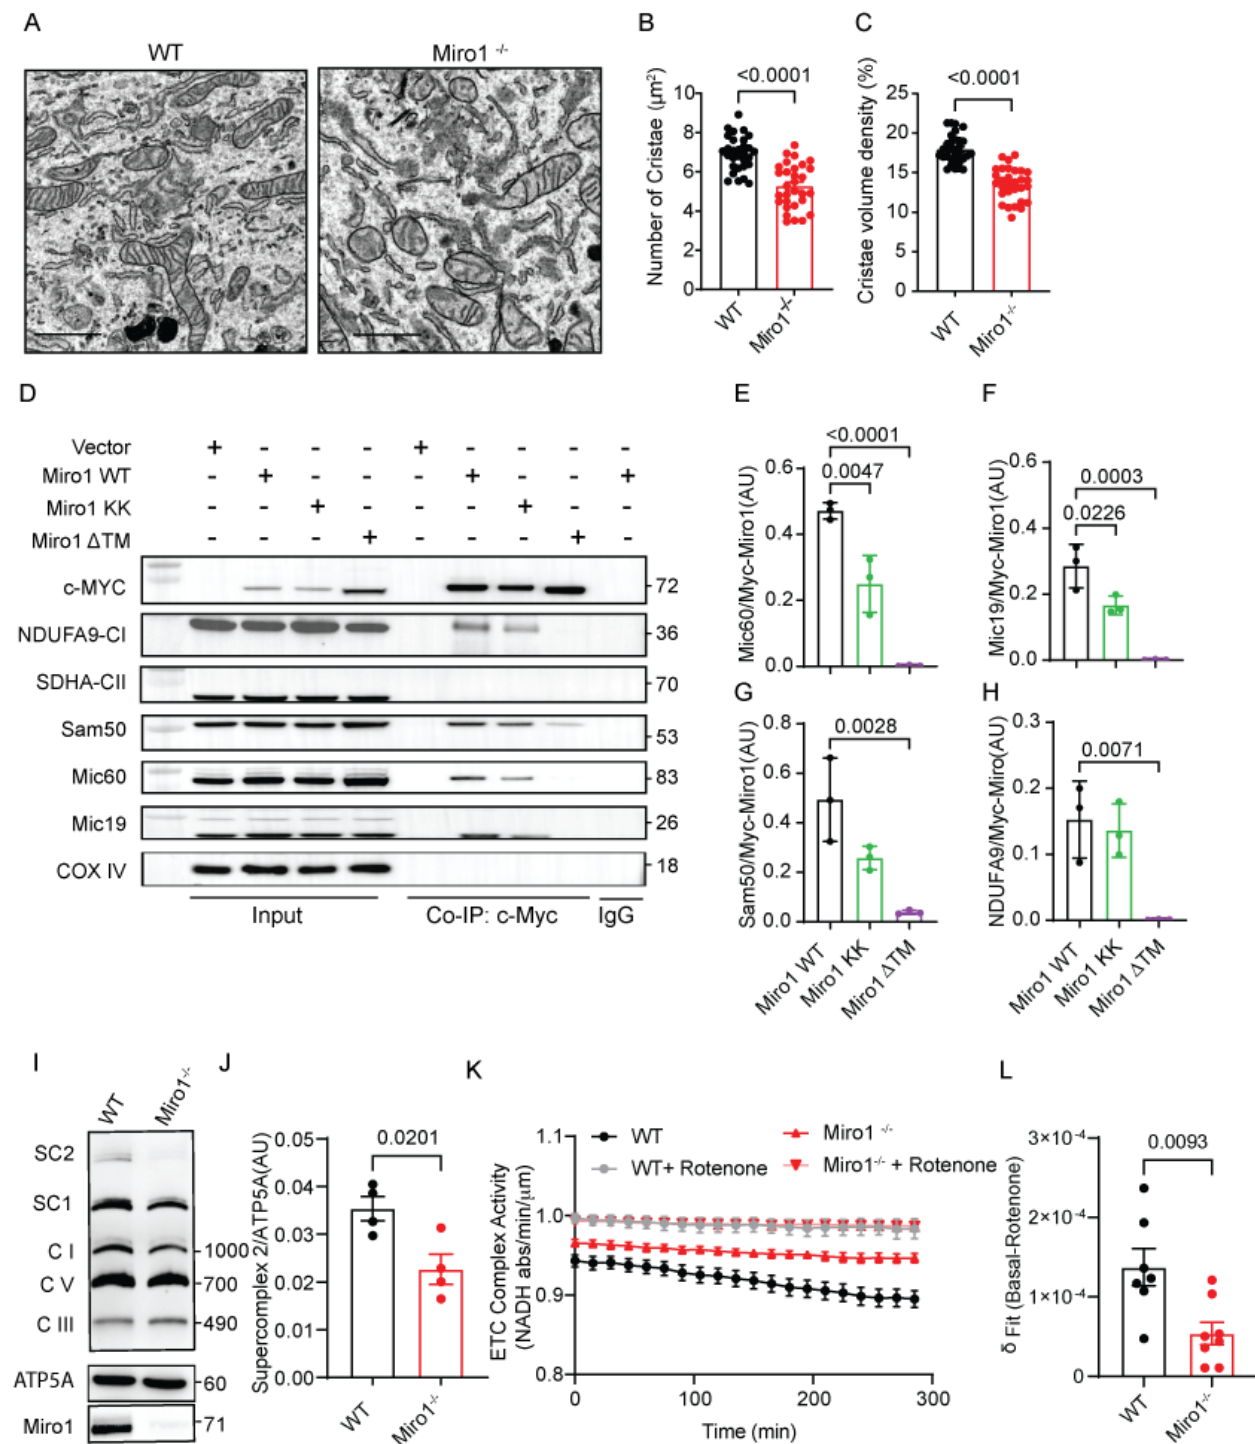 A
WT
Miro1 -/-
B
Number of Cristae (µm²)
<0.0001
10
8
6
4
2
0
WT
Miro1-/-
C
Cristae volume density (%)
<0.0001
25
20
15
10
5
0
WT
Miro1-/-
D
Vector + - - - + - - - -
Miro1 WT - + - - - + - - +
Miro1 KK - - + - - - + - -
Miro1 ΔTM - - - + - - - + -
c-MYC 72
NDUFA9-CI 36
SDHA-CII 70
Sam50 53
Mic60 83
Mic19 26
COX IV 18
Input Co-IP: c-Myc IgG
E
Mic60/Myc-Miro1(AU)
<0.0001
0.0047
0.6
0.4
0.2
0.0
F
Mic19/Myc-Miro1(AU)
0.0003
0.0226
0.6
0.4
0.2
0.0
G
Sam50/Myc-Miro1(AU)
0.0028
0.8
0.6
0.4
0.2
0.0
Miro1 WT
Miro1 KK
Miro1 ΔTM
H
NDUFA9/Myc-Miro(AU)
0.0071
0.3
0.2
0.1
0.0
Miro1 WT
Miro1 KK
Miro1 ΔTM
I
WT
Miro1-/-
SC2
SC1
C I 1000
C V 700
C III 490
ATP5A 60
Miro1 71
J
Supercomplex 2/ATP5A(AU)
0.0201
0.05
0.04
0.03
0.02
0.01
0.00
WT
Miro1-/-
K
ETC Complex Activity
(NADH abs/min/µm)
WT
WT+ Rotenone
Miro1 -/-
Miro1-/- + Rotenone
1.1
1.0
0.9
0.8
0 100 200 300
Time (min)
L
δ Fit (Basal-Rotenone)
0.0093
3×10-4
2×10-4
1×10-4
0
WT
Miro1-/-